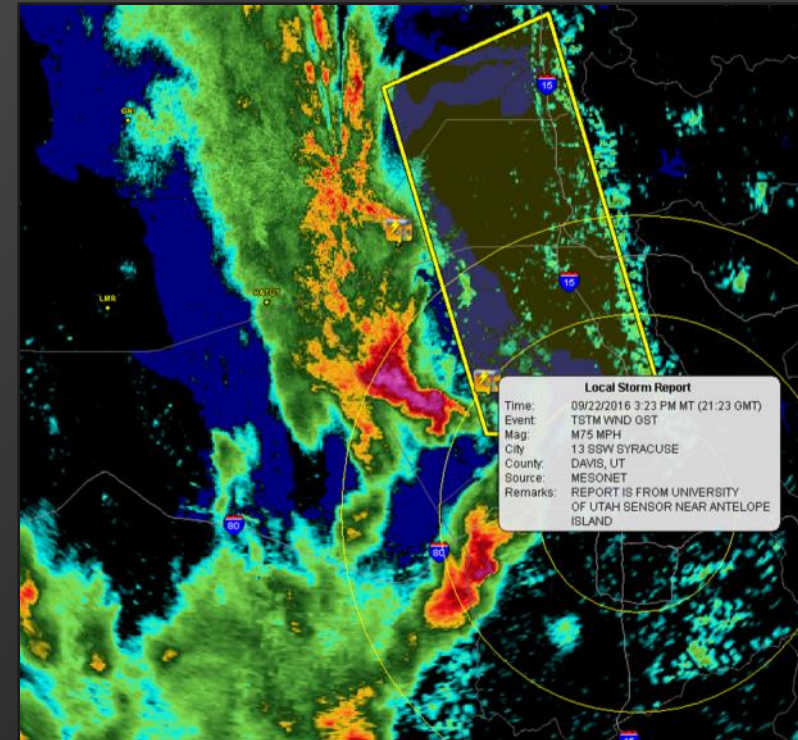 15
LMR
HATUT
15
Local Storm Report
Time: 09/22/2016 3:23 PM MT (21:23 GMT)
Event: TSTM WND GST
Mag: M75 MPH
City 13 SSW SYRACUSE
County: DAVIS, UT
Source: MESONET
Remarks: REPORT IS FROM UNIVERSITY
OF UTAH SENSOR NEAR ANTELOPE
ISLAND
80
80